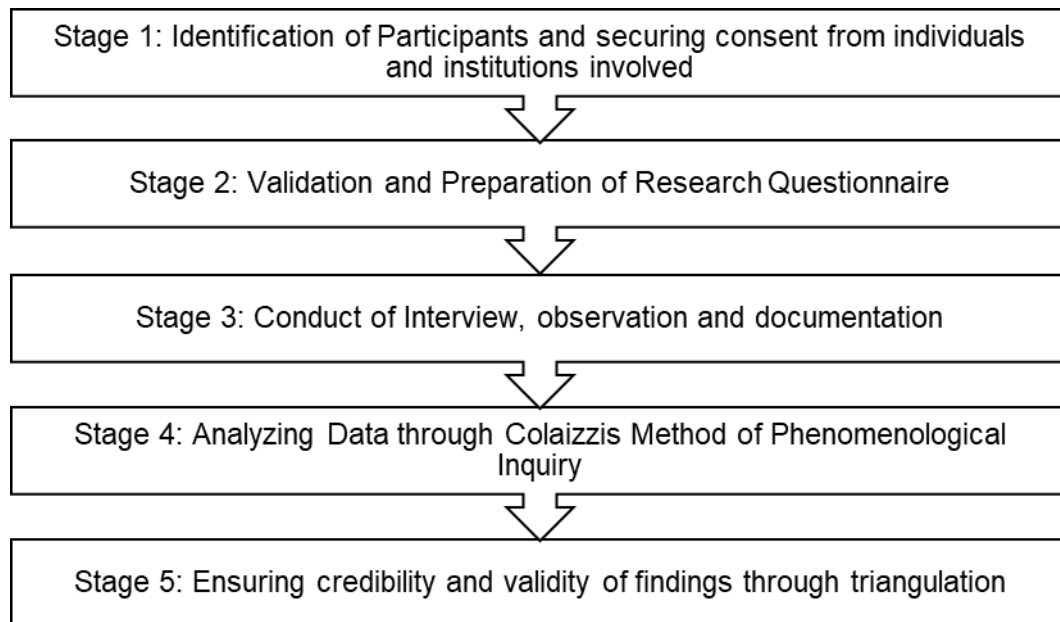 Stage 1: Identification of Participants and securing consent from individuals
and institutions involved
Stage 2: Validation and Preparation of Research Questionnaire
Stage 3: Conduct of Interview, observation and documentation
Stage 4: Analyzing Data through Colaizzis Method of Phenomenological
Inquiry
Stage 5: Ensuring credibility and validity of findings through triangulation